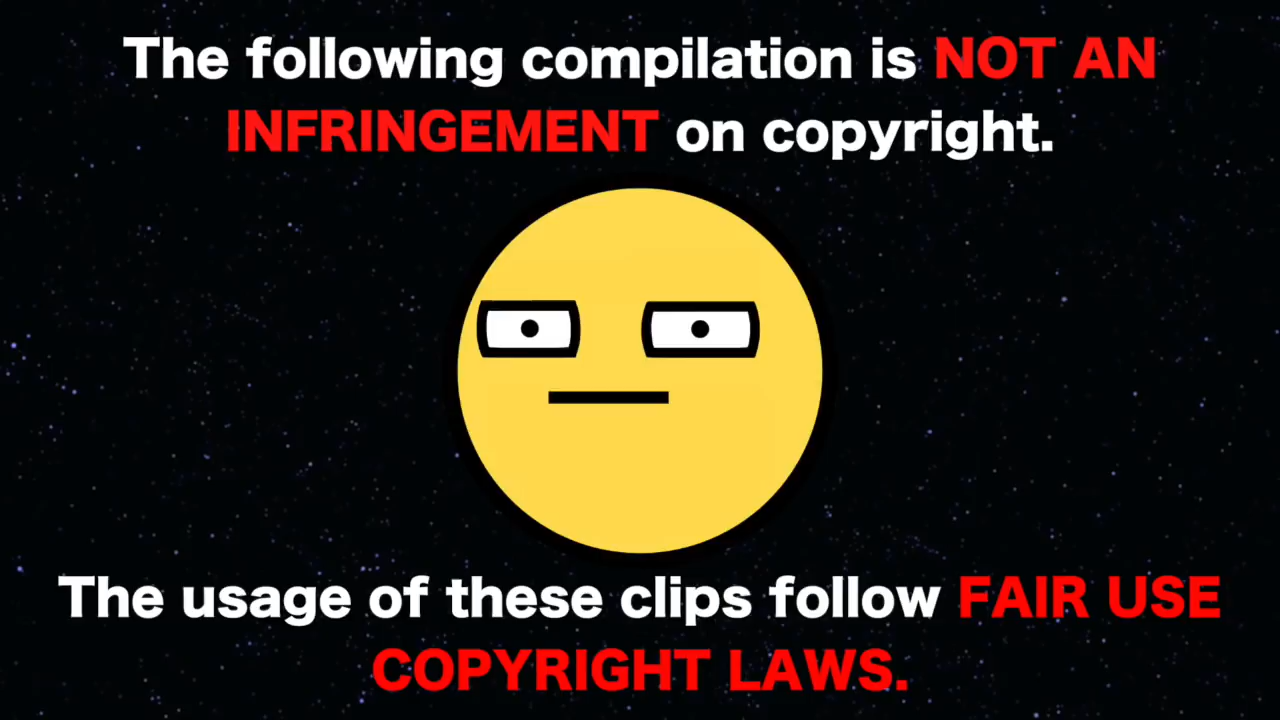 The following compilation is NOT AN
INFRINGEMENT on copyright.
The usage of these clips follow FAIR USE
COPYRIGHT LAWS.